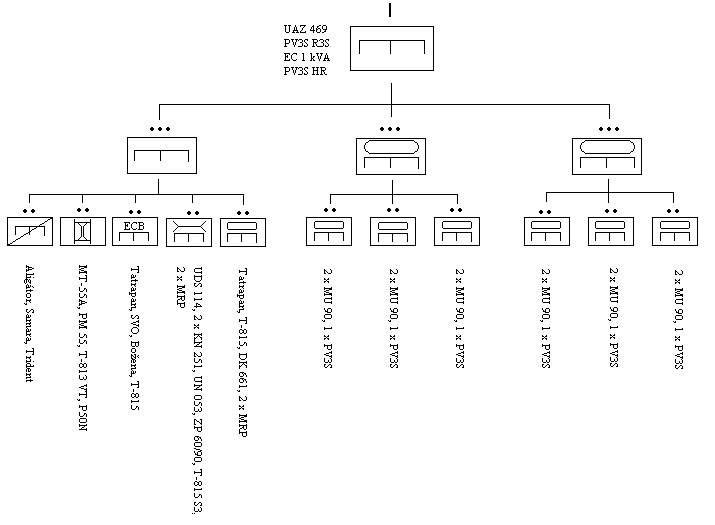 UAZ 469
PV3S R3S
EC 1 kVA
PV3S HR
ECB
Aligátor, Samara, Trident
MT-55A, PM 55, T-813 VT, P50N
Tatrapan, SVO, Božena, T-815
UDS 114, 2 x KN 251, UN 053, ZP 60/90, T-815 S3,
2 x MRP
Tatrapan, T-815, DK 661, 2 x MRP
2 x MU 90, 1 x PV3S
2 x MU 90, 1 x PV3S
2 x MU 90, 1 x PV3S
2 x MU 90, 1 x PV3S
2 x MU 90, 1 x PV3S
2 x MU 90, 1 x PV3S